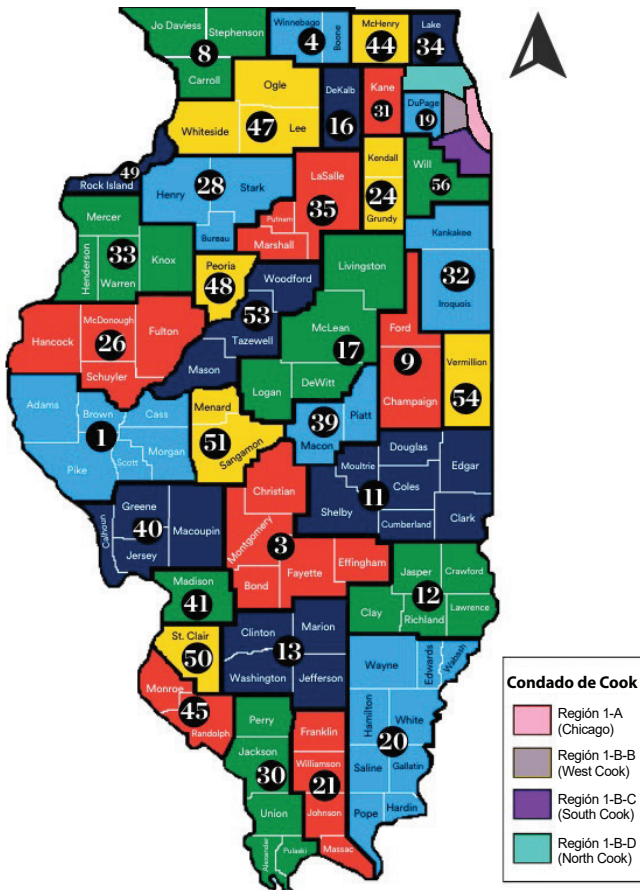 Jo Daviess
Stephenson
8
Carroll
Winnebago
Boone
4
McHenry
44
Lake
34
Ogle
Whiteside
Lee
47
DeKalb
16
Kane
31
DuPage
19
Will
56
Kendall
24
Grundy
49
Rock Island
Henry
28
Stark
Bureau
LaSalle
35
Putnam
Marshall
Kankakee
32
Iroquois
Mercer
33
Henderson
Warren
Knox
Peoria
48
Woodford
53
Tazewell
Mason
Livingston
McLean
17
DeWitt
Logan
Ford
9
Champaign
Vermillion
54
Hancock
McDonough
26
Fulton
Schuyler
Adams
Brown
Cass
1
Pike
Scott
Morgan
Menard
51
Sangamon
39
Piatt
Macon
Douglas
Edgar
Moultrie
Coles
11
Shelby
Cumberland
Clark
Christian
Montgomery
3
Effingham
Fayette
Bond
Greene
40
Macoupin
Calhoun
Jersey
Madison
41
Jasper
Crawford
12
Clay
Richland
Lawrence
St. Clair
50
Clinton
Marion
13
Washington
Jefferson
Monroe
45
Randolph
Wayne
Edwards
Wabash
Hamilton
White
20
Saline
Gallatin
Pope
Hardin
Perry
Jackson
30
Union
Alexander
Pulaski
Franklin
Williamson
21
Johnson
Massac
Condado de Cook
Región 1-A
(Chicago)
Región 1-B-B
(West Cook)
Región 1-B-C
(South Cook)
Región 1-B-D
(North Cook)